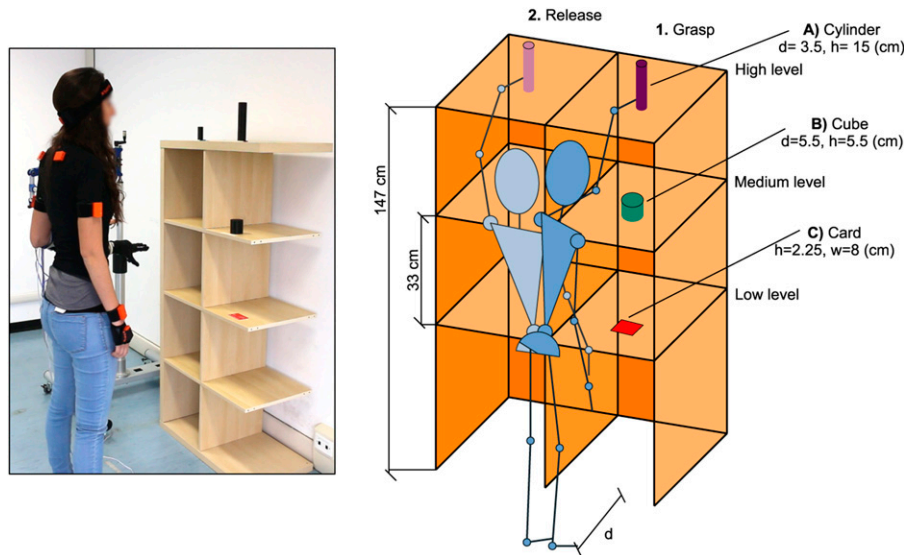 2. Release
1. Grasp
A) Cylinder
d= 3.5, h= 15 (cm)
High level
B) Cube
d=5.5, h=5.5 (cm)
Medium level
C) Card
h=2.25, w=8 (cm)
Low level
147 cm
33 cm
d